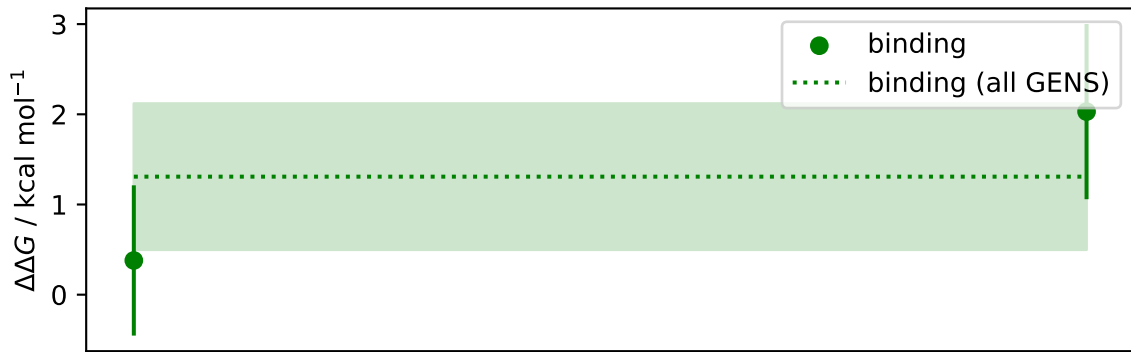 3
2
1
0
ΔΔG / kcal mol⁻¹
binding
binding (all GENS)